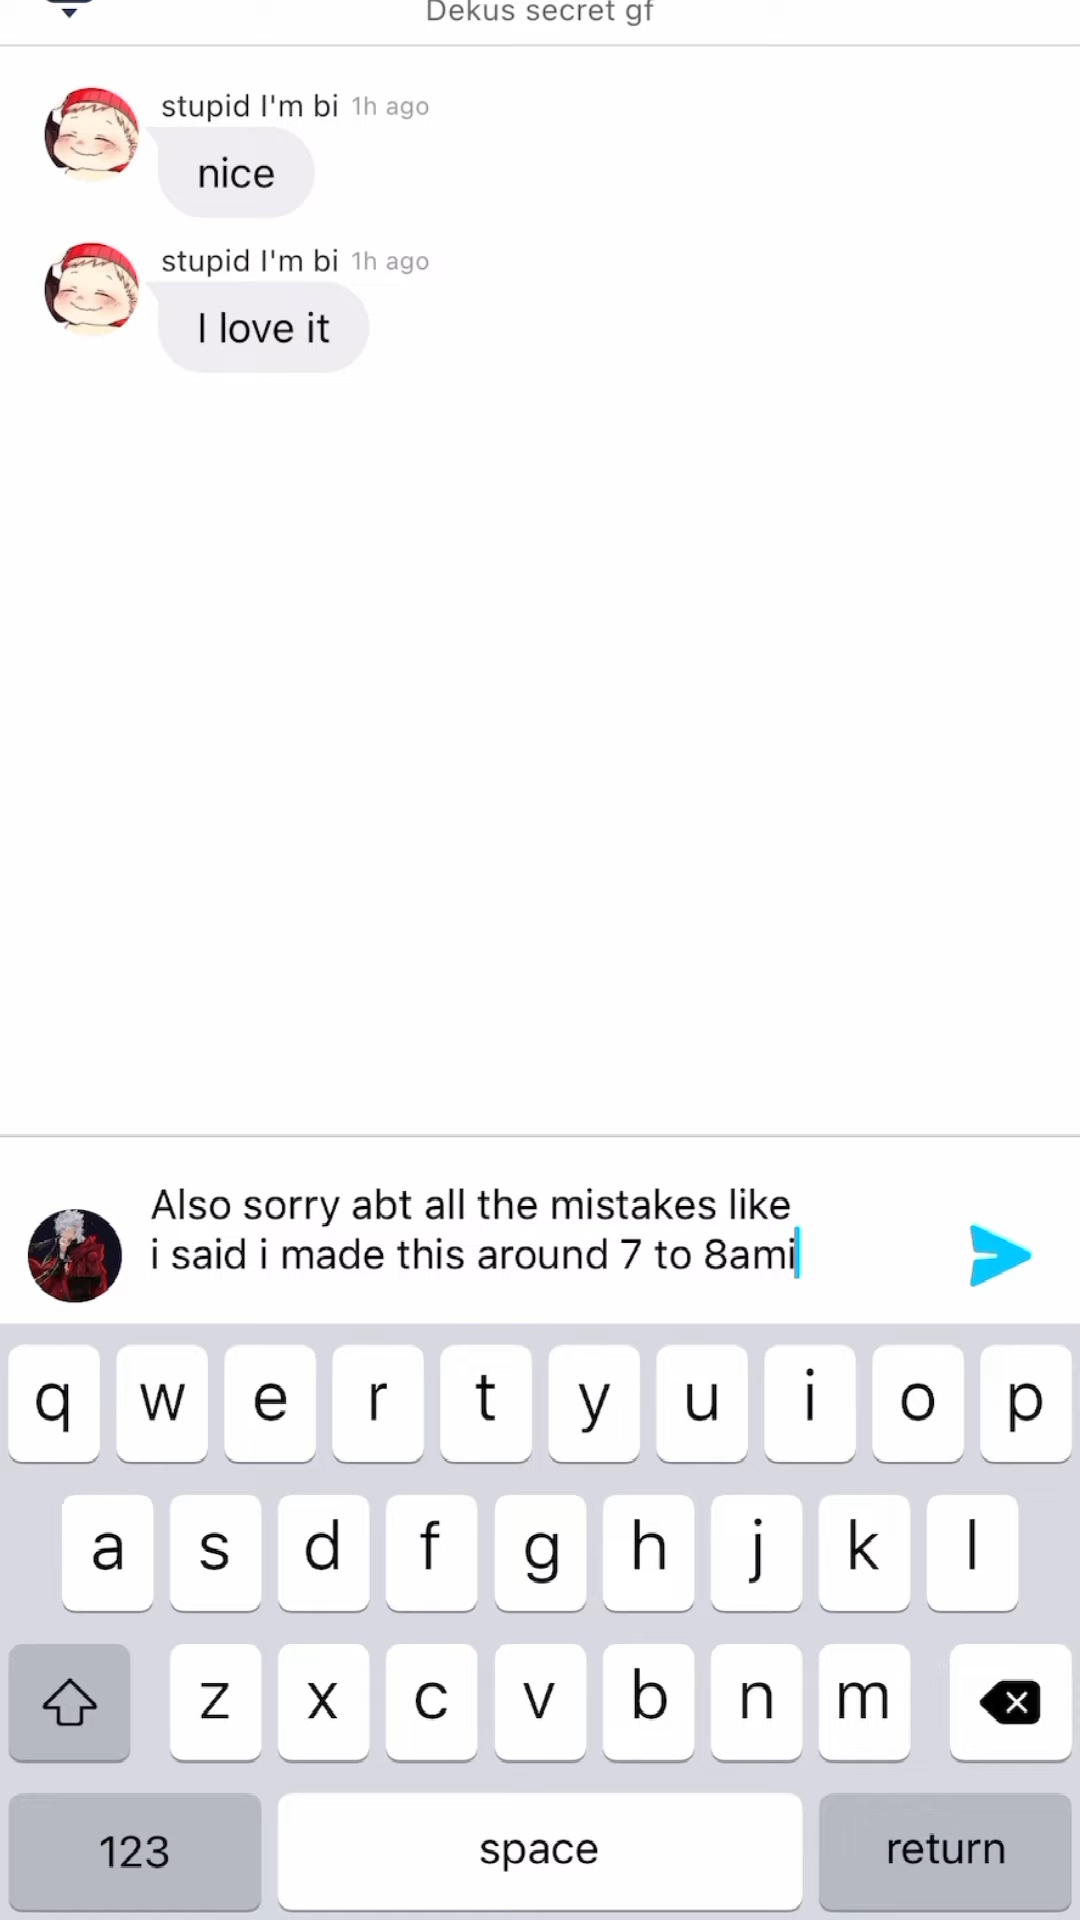 Dekus secret gf
stupid I'm bi 1h ago
nice
stupid I'm bi 1h ago
I love it
Also sorry abt all the mistakes like
i said i made this around 7 to 8ami
q w e r t y u i o p
a s d f g h j k l
z x c v b n m
123 space return